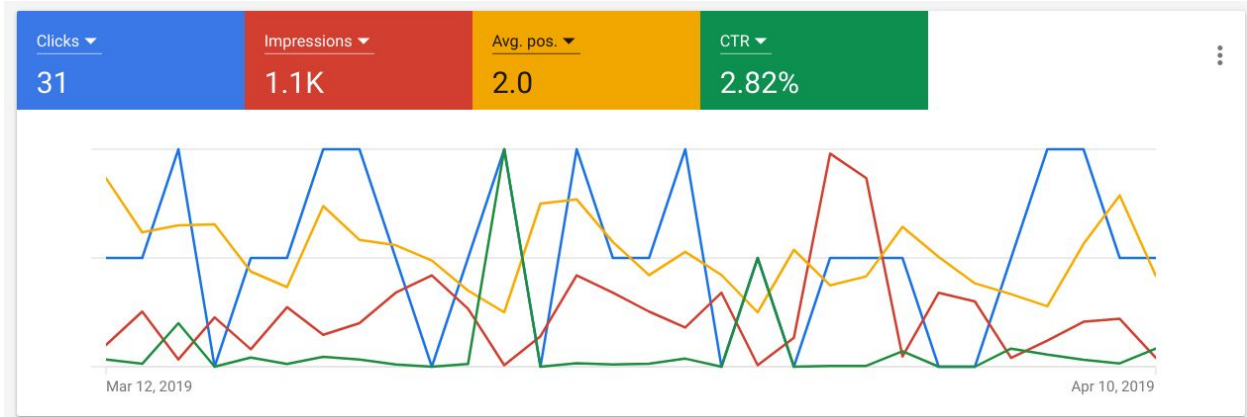 Clicks
31
Impressions
1.1K
Avg. pos.
2.0
CTR
2.82%
Mar 12, 2019
Apr 10, 2019